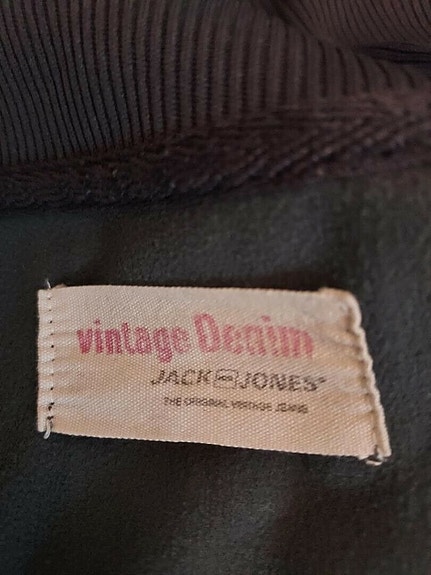 vintage Denim
JACK JONES®
THE ORIGINAL VINTAGE JEANS